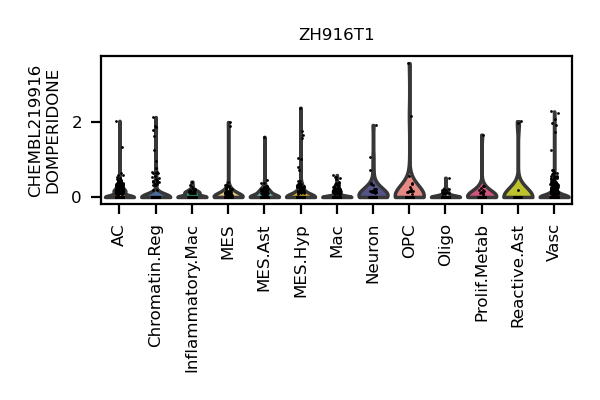 ZH916T1
CHEMBL219916
DOMPERIDONE
2
0
AC
Chromatin.Reg
Inflammatory.Mac
MES
MES.Ast
MES.Hyp
Mac
Neuron
OPC
Oligo
Prolif.Metab
Reactive.Ast
Vasc